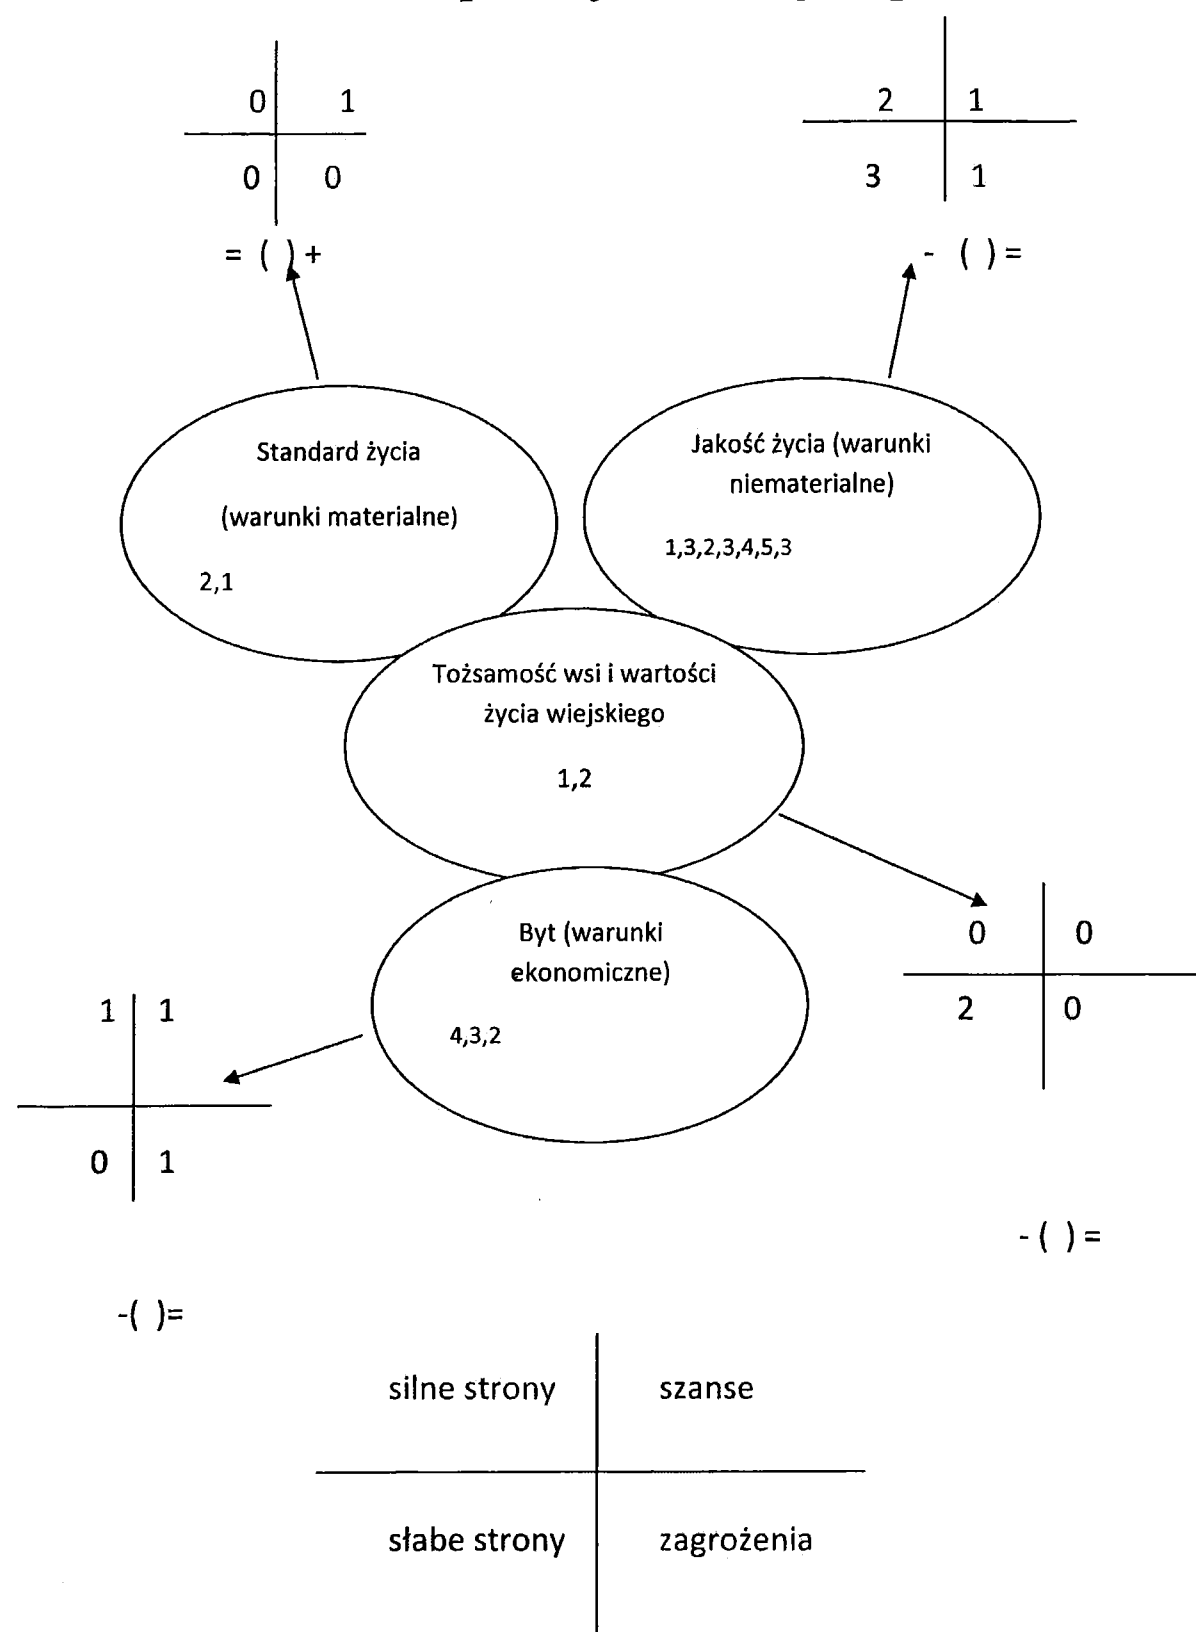 0 1
0 0
= ( ) +
2 1
3 1
- ( ) =
Standard życia
(warunki materialne)
2,1
Jakość życia (warunki
niematerialne)
1,3,2,3,4,5,3
Tożsamość wsi i wartości
życia wiejskiego
1,2
Byt (warunki
ekonomiczne)
4,3,2
0 0
2 0
- ( ) =
1 1
0 1
-( )=
silne strony szanse
słabe strony zagrożenia